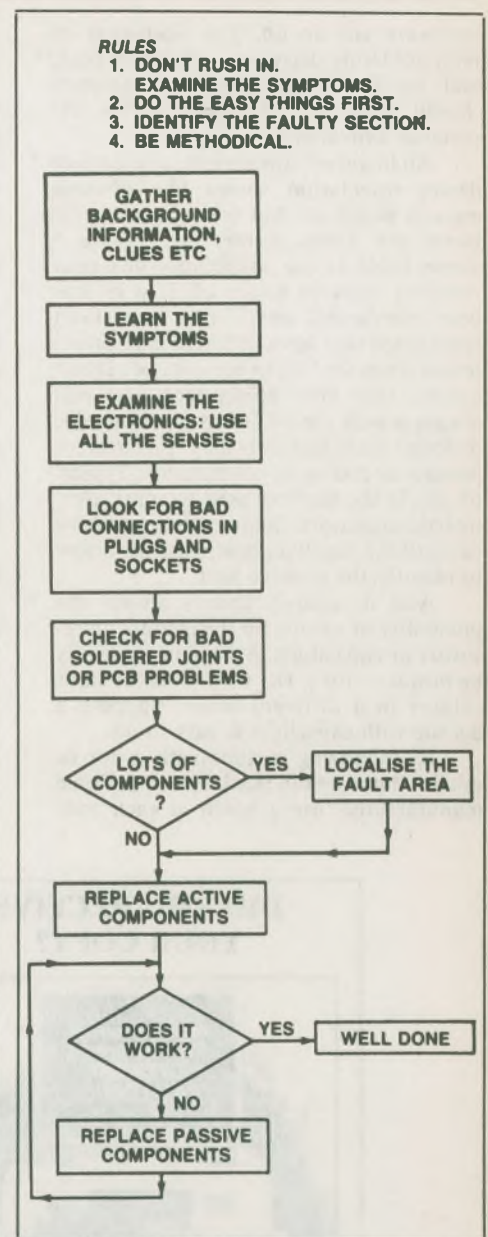 RULES
1. DON'T RUSH IN.
EXAMINE THE SYMPTOMS.
2. DO THE EASY THINGS FIRST.
3. IDENTIFY THE FAULTY SECTION.
4. BE METHODICAL.
GATHER
BACKGROUND
INFORMATION,
CLUES ETC
LEARN THE
SYMPTOMS
EXAMINE THE
ELECTRONICS: USE
ALL THE SENSES
LOOK FOR BAD
CONNECTIONS IN
PLUGS AND
SOCKETS
CHECK FOR BAD
SOLDERED JOINTS
OR PCB PROBLEMS
LOTS OF
COMPONENTS
?
YES
LOCALISE THE
FAULT AREA
NO
REPLACE ACTIVE
COMPONENTS
DOES IT
WORK?
YES
WELL DONE
NO
REPLACE PASSIVE
COMPONENTS